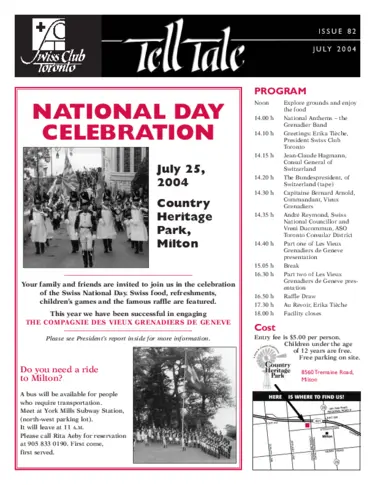 Swiss Club
Toronto
Tell Tale
ISSUE 82
JULY 2004
NATIONAL DAY
CELEBRATION
July 25,
2004
Country
Heritage
Park,
Milton
Your family and friends are invited to join us in the celebration
of the Swiss National Day. Swiss food, refreshments,
children's games and the famous raffle are featured.
This year we have been successful in engaging
THE COMPAGNIE DES VIEUX GRENADIERS DE GENEVE
Please see President's report inside for more information.
Do you need a ride
to Milton?
A bus will be available for people
who require transportation.
Meet at York Mills Subway Station,
(north-west parking lot).
It will leave at 11 A.M.
Please call Rita Aeby for reservation
at 905 833 0190. First come,
first served.
PROGRAM
Noon Explore grounds and enjoy
the food
14.00 h National Anthems – the
Grenadier Band
14.10 h Greetings: Erika Tièche,
President Swiss Club
Toronto
14.15 h Jean-Claude Hagmann,
Consul General of
Switzerland
14.20 h The Bundespresident, of
Switzerland (tape)
14.30 h Capitaine Bernard Arnold,
Commandant, Vieux
Grenadiers
14.35 h André Reymond, Swiss
National Councillor and
Vreni Ducommun, ASO
Toronto Consular District
14.40 h Part one of Les Vieux
Grenadiers de Geneve
presentation
15.05 h Break
16.30 h Part two of Les Vieux
Grenadiers de Geneve pres-
entation
16.50 h Raffle Draw
17.30 h Au Revoir, Erika Tièche
18.00 h Facility closes
Cost
Entry fee is $5.00 per person.
Children under the age
of 12 years are free.
Free parking on site.
Country
Heritage
Park
8560 Tremaine Road,
Milton
HERE IS WHERE TO FIND US!